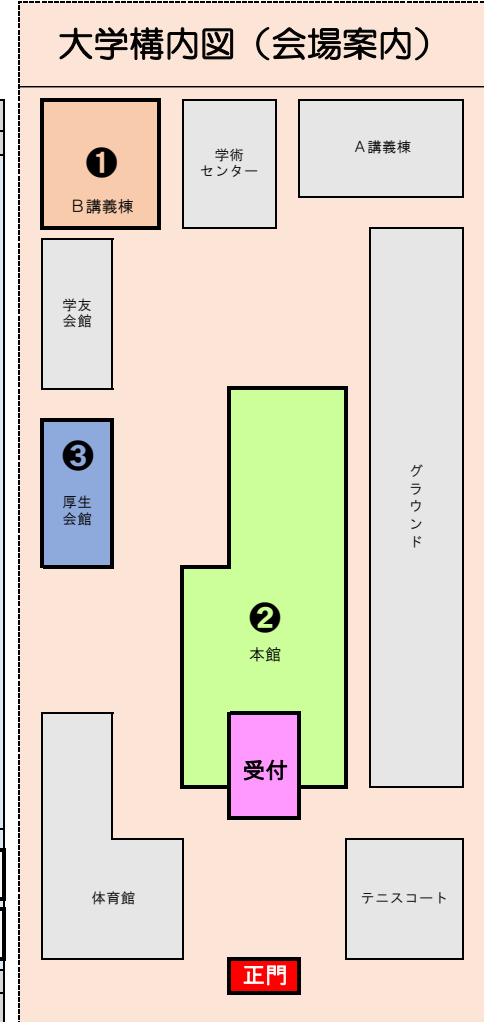 大学構内図（会場案内）
❶
Ｂ講義棟
学術
センター
Ａ講義棟
学友
会館
❸
厚生
会館
グラウンド
❷
本館
受付
体育館
テニスコート
正門